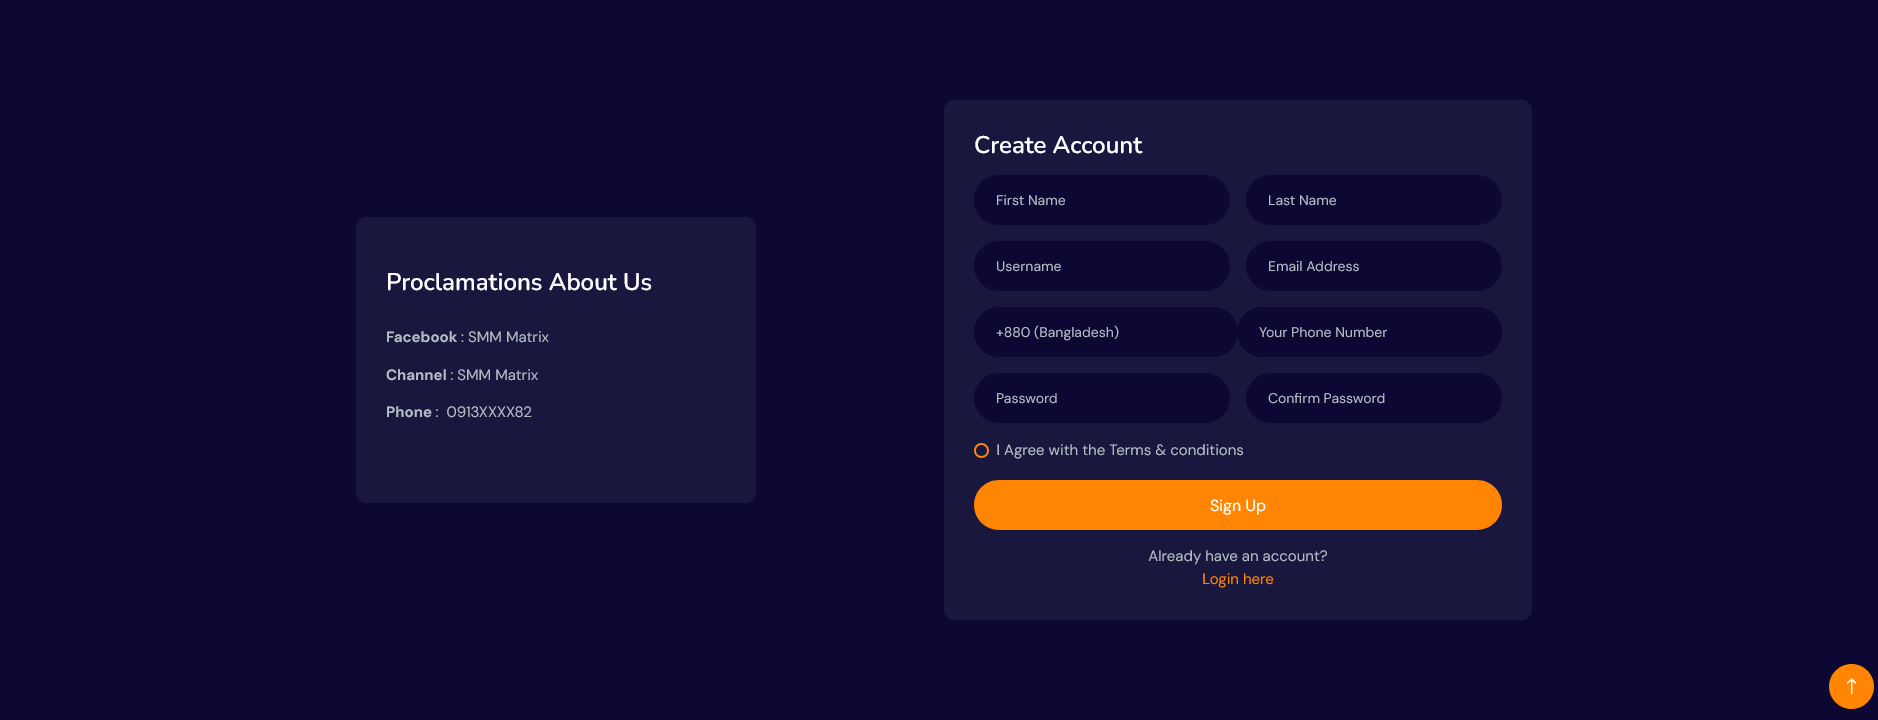 Proclamations About Us
Facebook : SMM Matrix
Channel : SMM Matrix
Phone : 0913XXXX82
Create Account
First Name
Last Name
Username
Email Address
+880 (Bangladesh)
Your Phone Number
Password
Confirm Password
I Agree with the Terms & conditions
Sign Up
Already have an account?
Login here